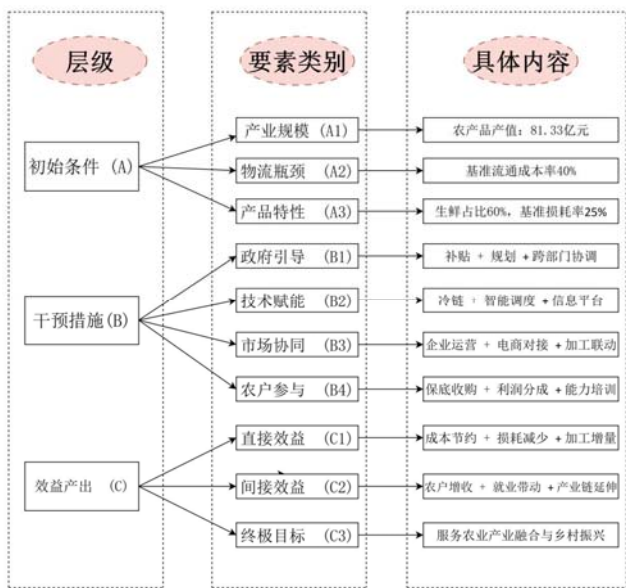 层级
要素类别
具体内容
初始条件 (A)
产业规模 (A1)
农产品产值：81.33亿元
物流瓶颈 (A2)
基准流通成本率40%
产品特性 (A3)
生鲜占比60%，基准损耗率25%
干预措施(B)
政府引导 (B1)
补贴 + 规划 +跨部门协调
技术赋能 (B2)
冷链 + 智能调度 +信息平台
市场协同 (B3)
企业运营 + 电商对接 +加工联动
农户参与 (B4)
保底收购 + 利润分成 +能力培训
效益产出 (C)
直接效益 (C1)
成本节约 + 损耗减少 +加工增量
间接效益 (C2)
农户增收 + 就业带动 +产业链延伸
终极目标 (C3)
服务农业产业融合与乡村振兴